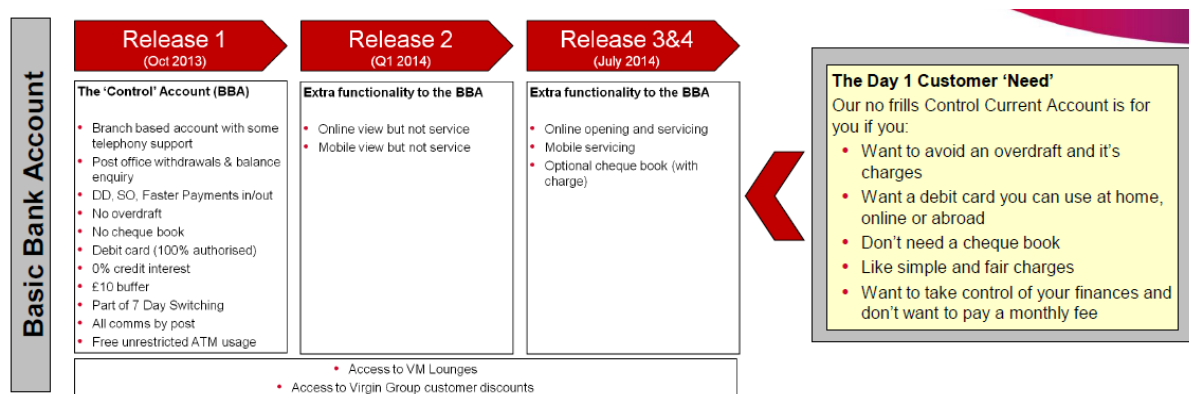 Basic Bank Account
Release 1
(Oct 2013)
The 'Control' Account (BBA)
• Branch based account with some
telephony support
• Post office withdrawals & balance
enquiry
• DD, SO, Faster Payments in/out
• No overdraft
• No cheque book
• Debit card (100% authorised)
• 0% credit interest
• £10 buffer
• Part of 7 Day Switching
• All comms by post
• Free unrestricted ATM usage
Release 2
(Q1 2014)
Extra functionality to the BBA
• Online view but not service
• Mobile view but not service
Release 3&4
(July 2014)
Extra functionality to the BBA
• Online opening and servicing
• Mobile servicing
• Optional cheque book (with
charge)
• Access to VM Lounges
• Access to Virgin Group customer discounts
The Day 1 Customer 'Need'
Our no frills Control Current Account is for
you if you:
• Want to avoid an overdraft and it's
charges
• Want a debit card you can use at home,
online or abroad
• Don't need a cheque book
• Like simple and fair charges
• Want to take control of your finances and
don't want to pay a monthly fee